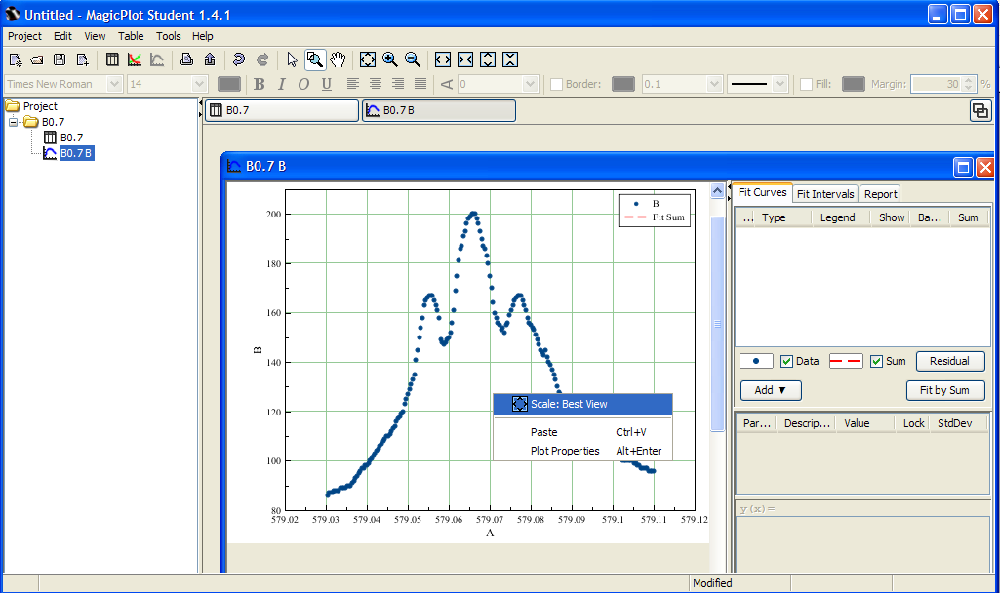 Untitled - MagicPlot Student 1.4.1
Project Edit View Table Tools Help
Times New Roman 14 B I O U 0 Border: 0.1 Fill: Margin: 30 %
Project
B0.7
B0.7
B0.7 B
B0.7
B0.7 B
B0.7 B
B
Fit Sum
200
180
160
140
120
100
80
B
579.02 579.03 579.04 579.05 579.06 579.07 579.08 579.09 579.1 579.11 579.12
A
Scale: Best View
Paste Ctrl+V
Plot Properties Alt+Enter
Fit Curves Fit Intervals Report
... Type Legend Show Ba... Sum
Data Sum Residual
Add ▼ Fit by Sum
Par... Descrip... Value Lock StdDev
y(x)=
Modified